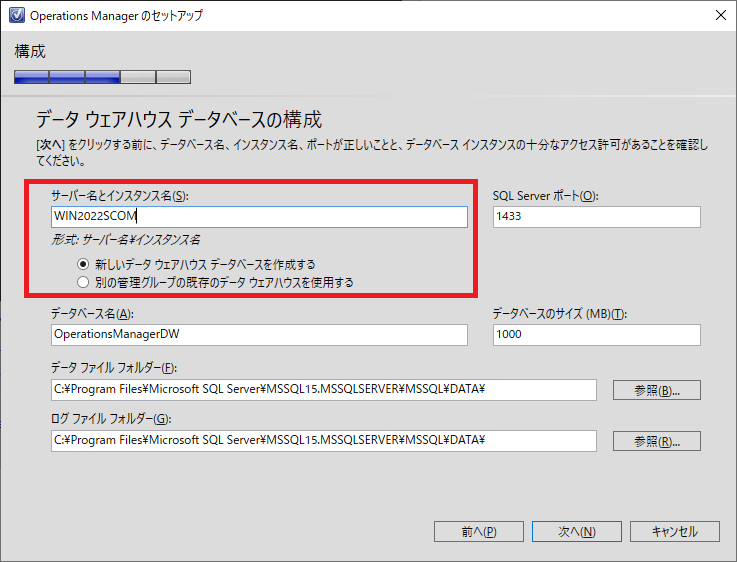 Operations Manager のセットアップ
構成
データ ウェアハウス データベースの構成
[次へ] をクリックする前に、データベース名、インスタンス名、ポートが正しいことと、データベース インスタンスの十分なアクセス許可があることを確認し
てください。
サーバー名とインスタンス名(S):
SQL Server ポート(O):
WIN2022SCOM
1433
形式: サーバー名¥インスタンス名
新しいデータ ウェアハウス データベースを作成する
別の管理グループの既存のデータ ウェアハウスを使用する
データベース名(A):
データベースのサイズ (MB)(T):
OperationsManagerDW
1000
データ ファイル フォルダー(F):
C:¥Program Files¥Microsoft SQL Server¥MSSQL15.MSSQLSERVER¥MSSQL¥DATA¥
参照(B)...
ログ ファイル フォルダー(G):
C:¥Program Files¥Microsoft SQL Server¥MSSQL15.MSSQLSERVER¥MSSQL¥DATA¥
参照(R)...
前へ(P)
次へ(N)
キャンセル